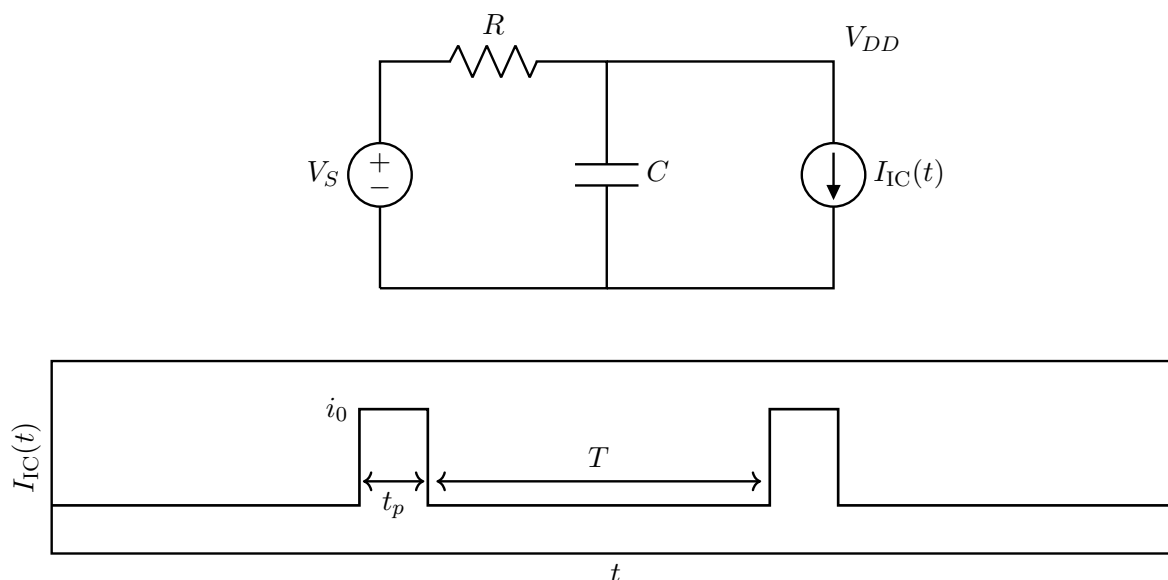 R
V_DD
V_S
+
−
C
I_IC(t)
I_IC(t)
i_0
T
t_p
t